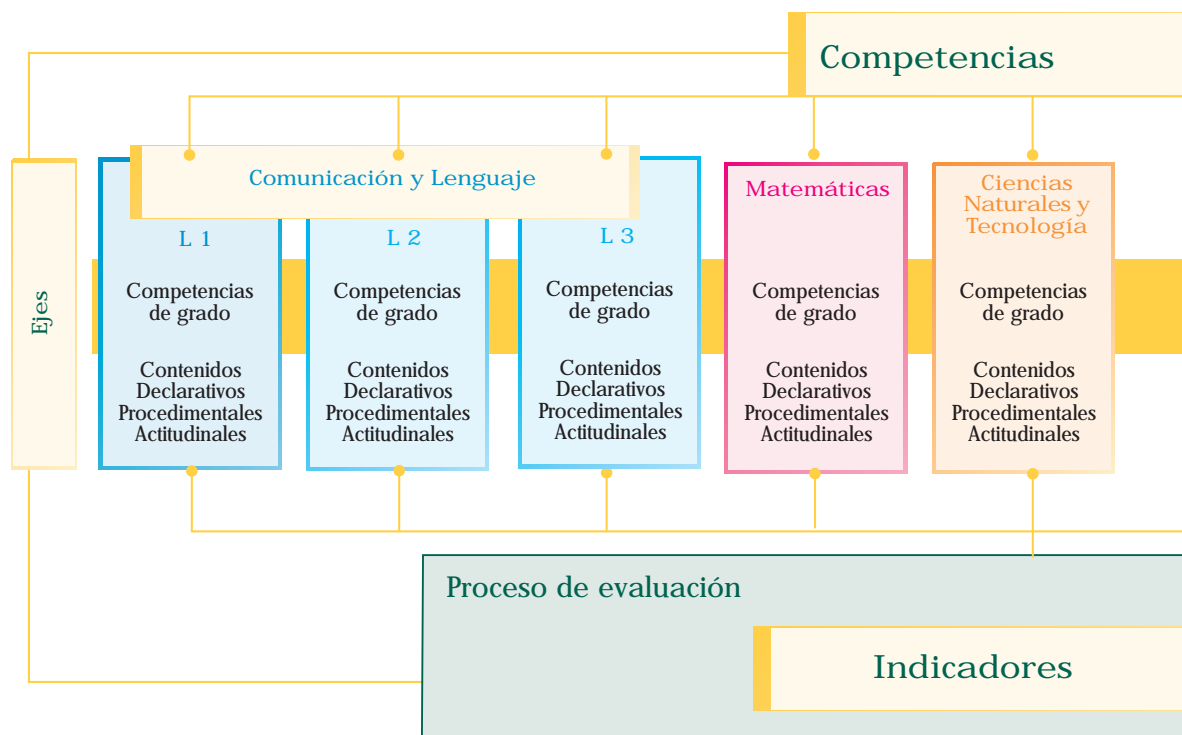 Competencias
Comunicación y Lenguaje
Ejes
L 1
Competencias
de grado
Contenidos
Declarativos
Procedimentales
Actitudinales
L 2
Competencias
de grado
Contenidos
Declarativos
Procedimentales
Actitudinales
L 3
Competencias
de grado
Contenidos
Declarativos
Procedimentales
Actitudinales
Matemáticas
Competencias
de grado
Contenidos
Declarativos
Procedimentales
Actitudinales
Ciencias
Naturales y
Tecnología
Competencias
de grado
Contenidos
Declarativos
Procedimentales
Actitudinales
Proceso de evaluación
Indicadores